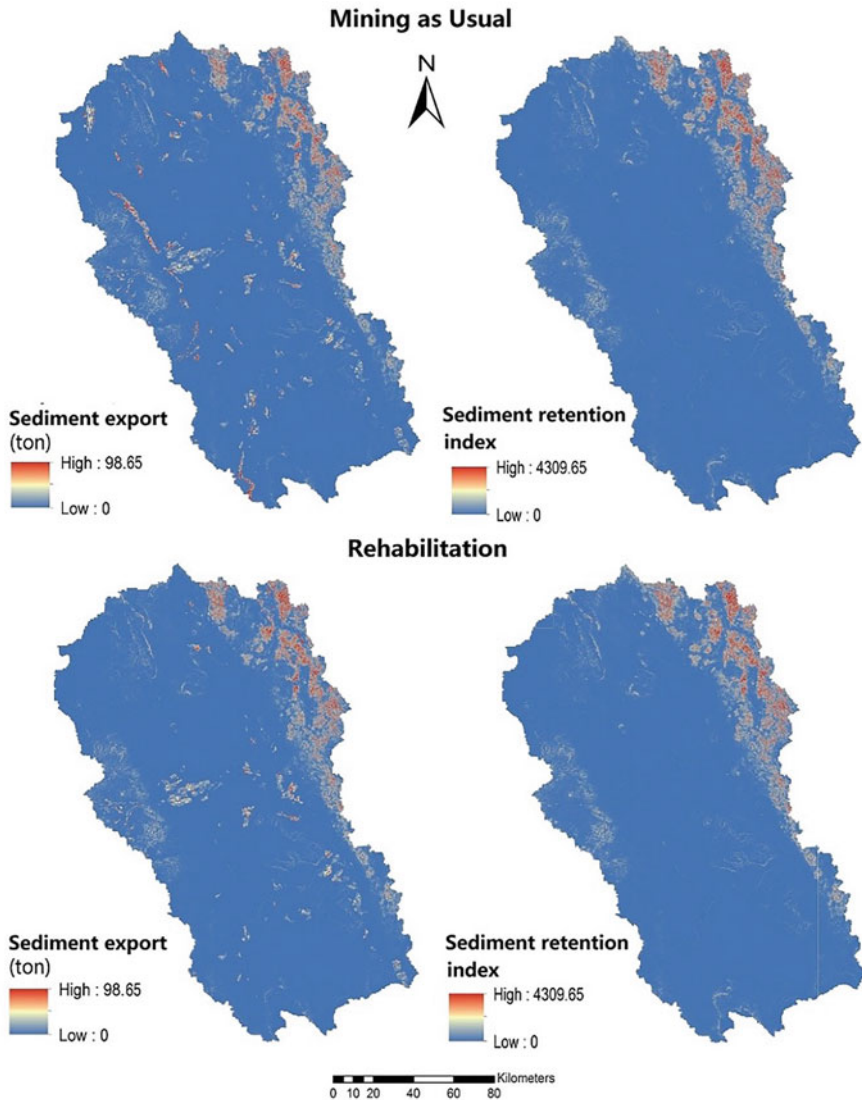 Mining as Usual
N
Sediment export
(ton)
High : 98.65
Low : 0
Sediment retention
index
High : 4309.65
Low : 0
Rehabilitation
Sediment export
(ton)
High : 98.65
Low : 0
Sediment retention
index
High : 4309.65
Low : 0
Kilometers
0 10 20 40 60 80